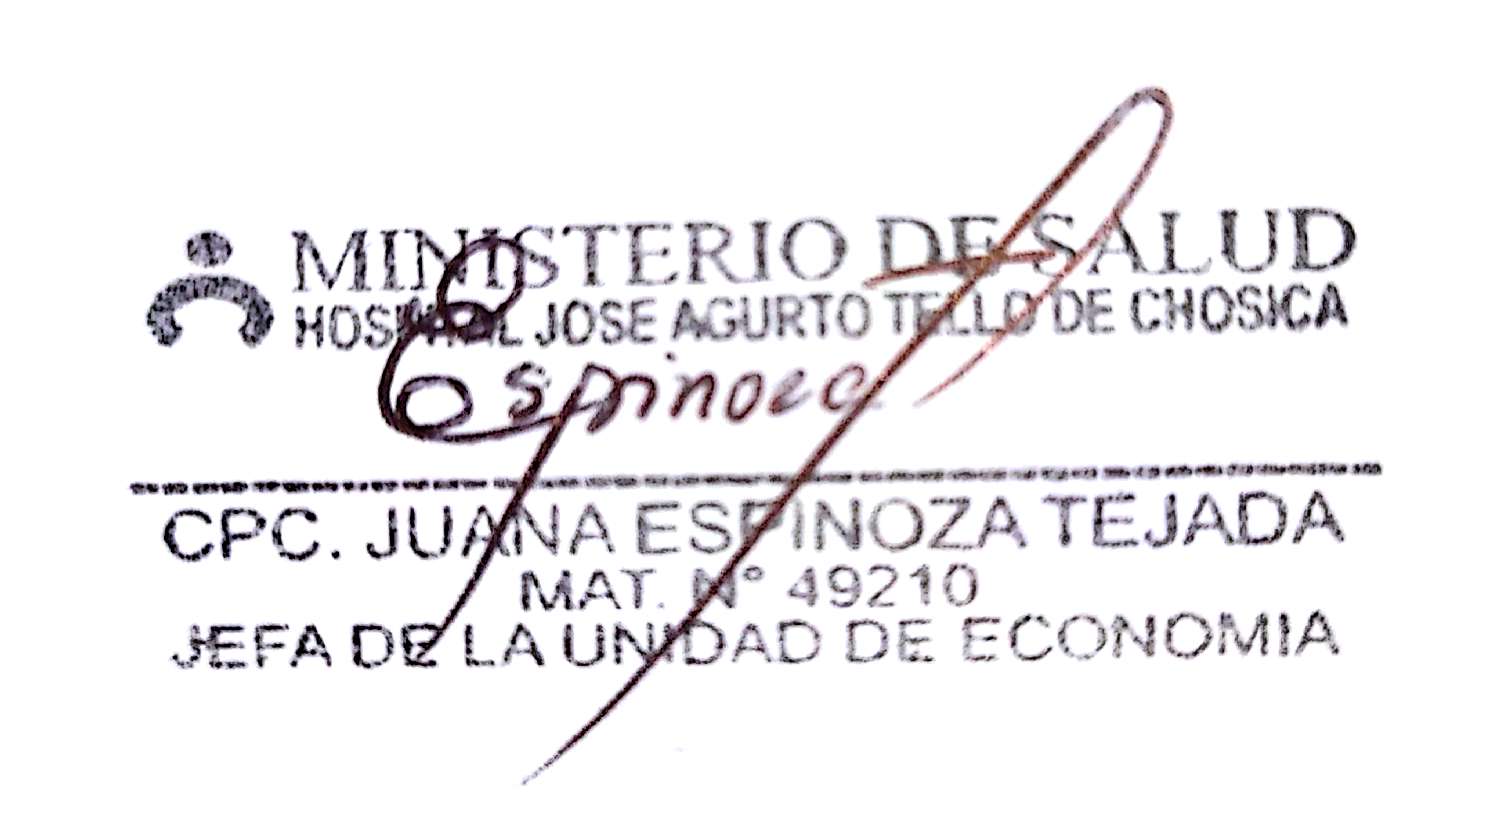 MINISTERIO DE SALUD
HOSPITAL JOSE AGURTO TELLO DE CHOSICA
Espinoza
CPC. JUANA ESPINOZA TEJADA
MAT. N° 49210
JEFA DE LA UNIDAD DE ECONOMIA